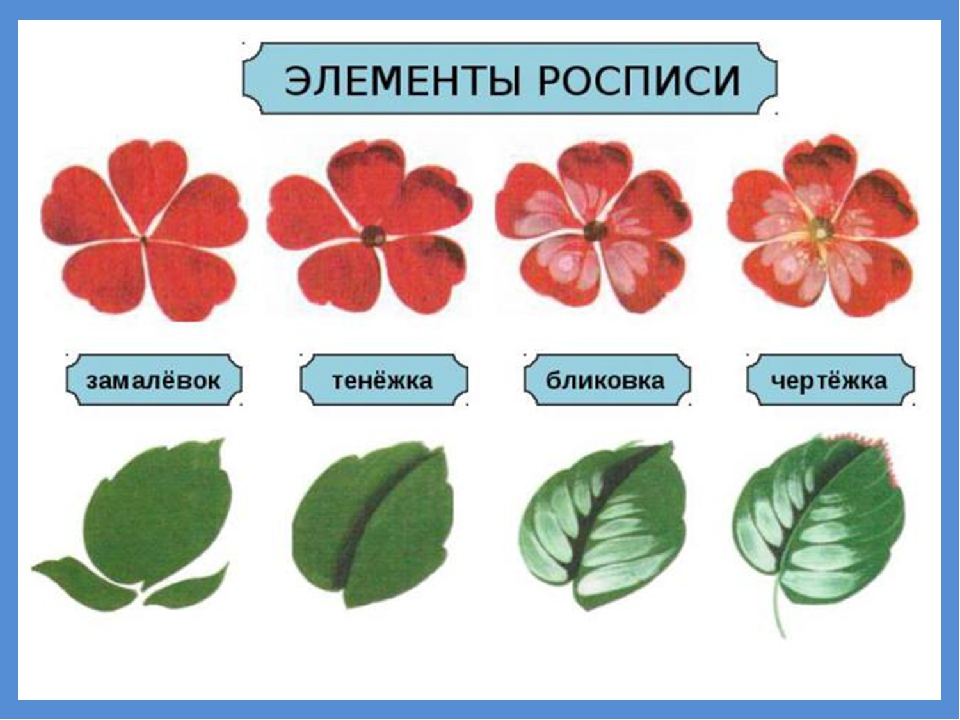 ЭЛЕМЕНТЫ РОСПИСИ
замалёвок
тенёжка
бликовка
чертёжка